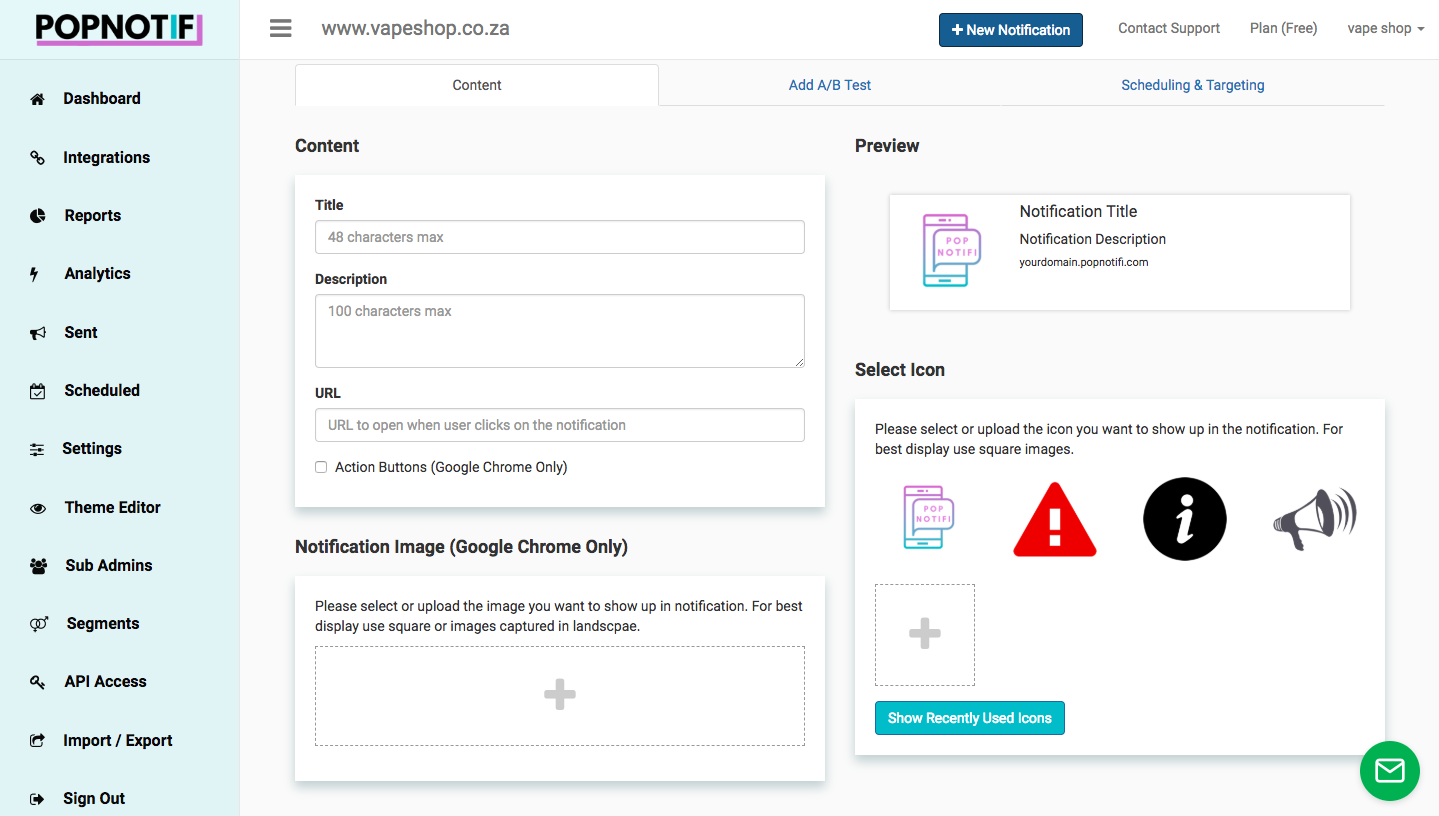 POPNOTIFI
www.vapeshop.co.za
New Notification
Contact Support
Plan (Free)
vape shop
Dashboard
Integrations
Reports
Analytics
Sent
Scheduled
Settings
Theme Editor
Sub Admins
Segments
API Access
Import / Export
Sign Out
Content
Add A/B Test
Scheduling & Targeting
Content
Title
48 characters max
Description
100 characters max
URL
URL to open when user clicks on the notification
Action Buttons (Google Chrome Only)
Notification Image (Google Chrome Only)
Please select or upload the image you want to show up in notification. For best
display use square or images captured in landscpae.
Preview
POP
NOTIFI
Notification Title
Notification Description
yourdomain.popnotifi.com
Select Icon
Please select or upload the icon you want to show up in the notification. For
best display use square images.
POP
NOTIFI
Show Recently Used Icons